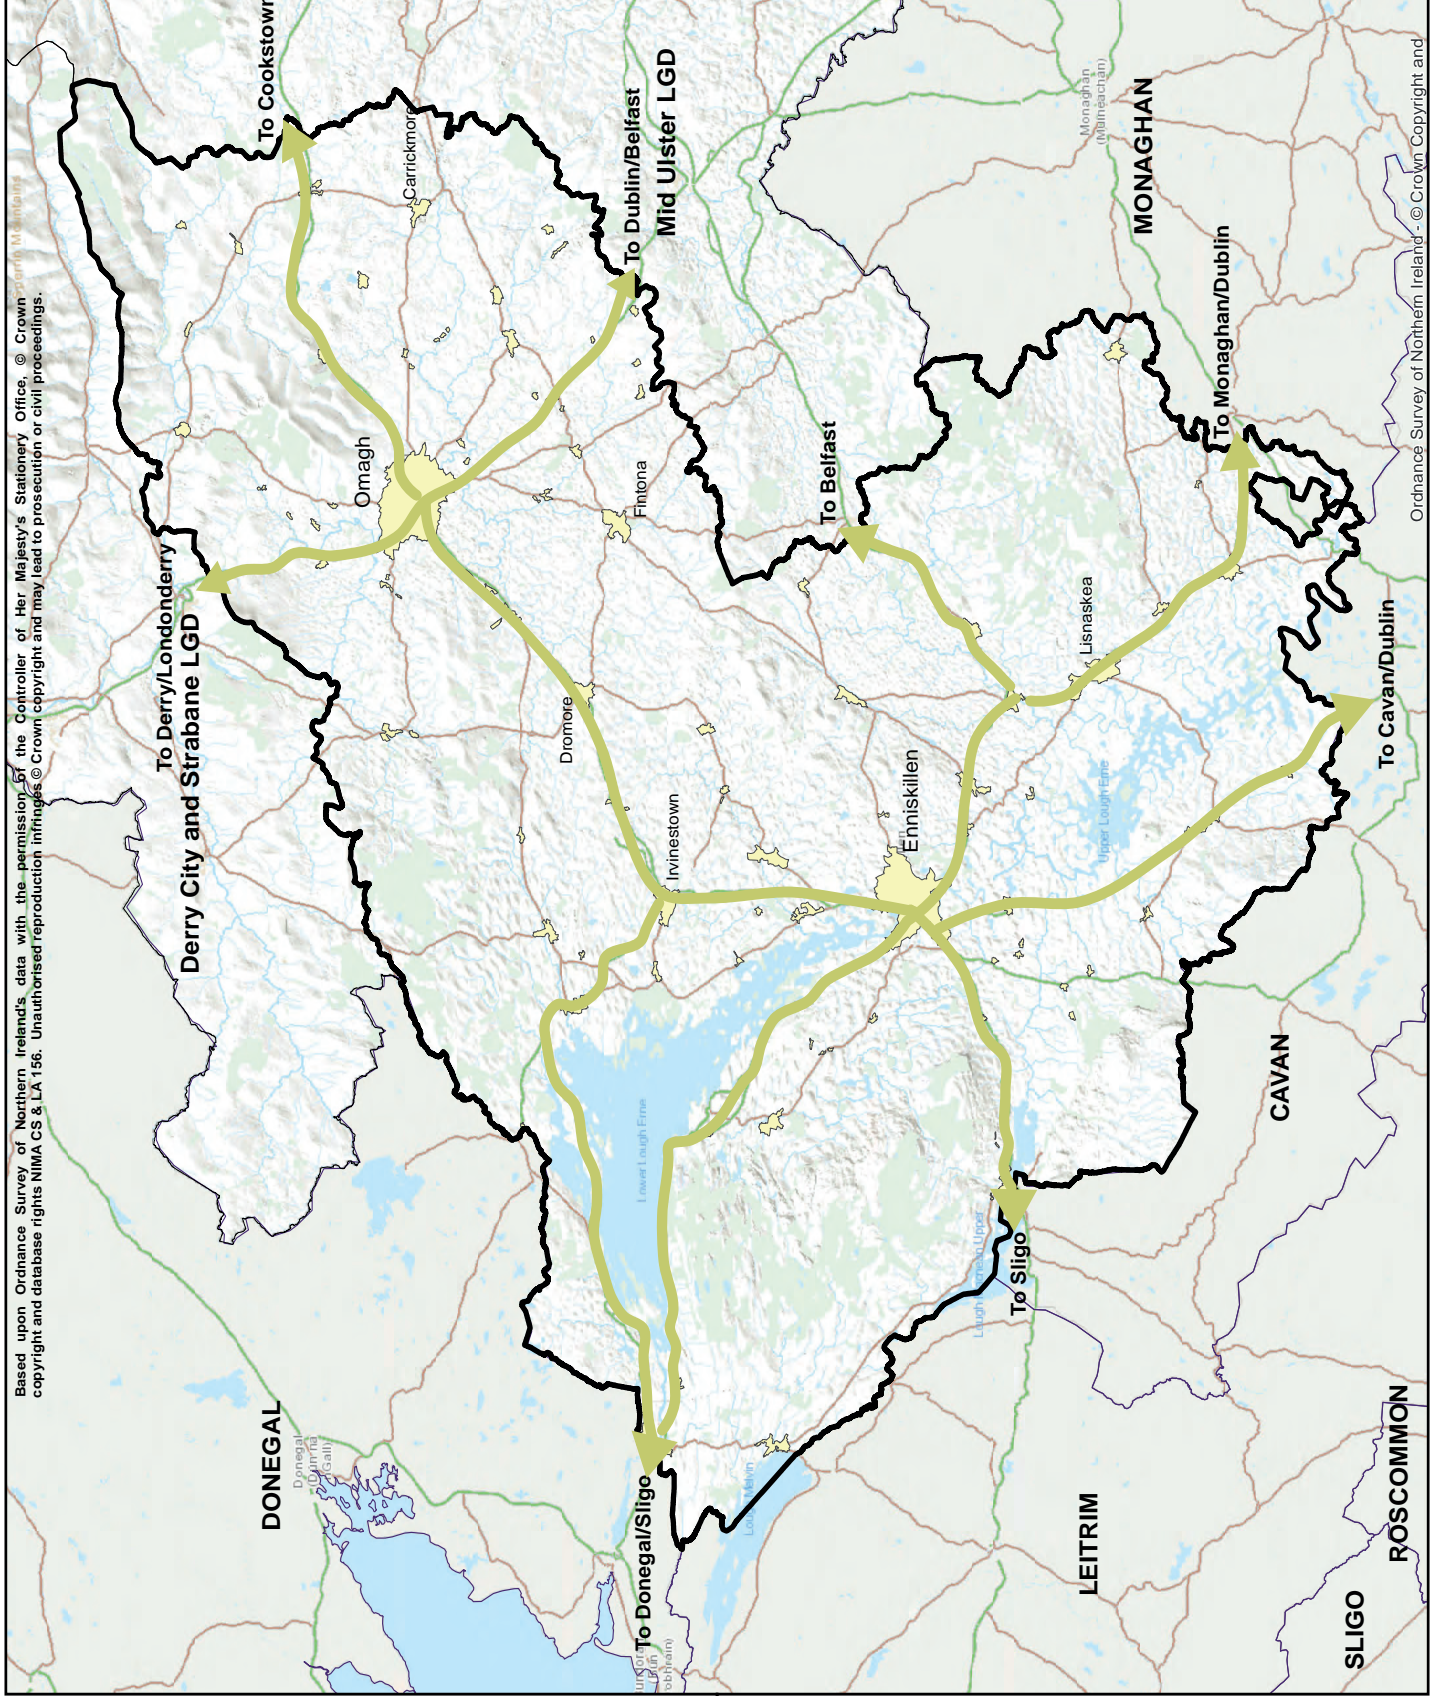 Based upon Ordnance Survey of Northern Ireland's data with the permission of the Controller of Her Majesty's Stationery Office, © Crown
copyright and database rights NIMA CS & LA 156. Unauthorised reproduction infringes © Crown copyright and may lead to prosecution or civil proceedings.
To Cookstown
To Derry/Londonderry
Derry City and Strabane LGD
DONEGAL
Donegal
Omagh
Carrickmore
To Dublin/Belfast
Mid Ulster LGD
Fintona
Dromore
Irvinestown
Lower Lough Erne
To Donegal/Sligo
To Belfast
Enniskillen
Lough
Upper
To Sligo
Lisnaskea
Upper Lough Erne
Monaghan
(Muineachan)
MONAGHAN
To Monaghan/Dublin
To Cavan/Dublin
CAVAN
LEITRIM
SLIGO
ROSCOMMON
Ordnance Survey of Northern Ireland - © Crown Copyright and